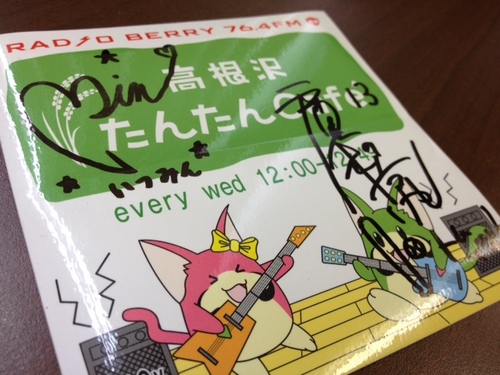 RADIO BERRY 76.4FM
高根沢
たんたんCafe
Min
いつみん
every wed 12:00-12: